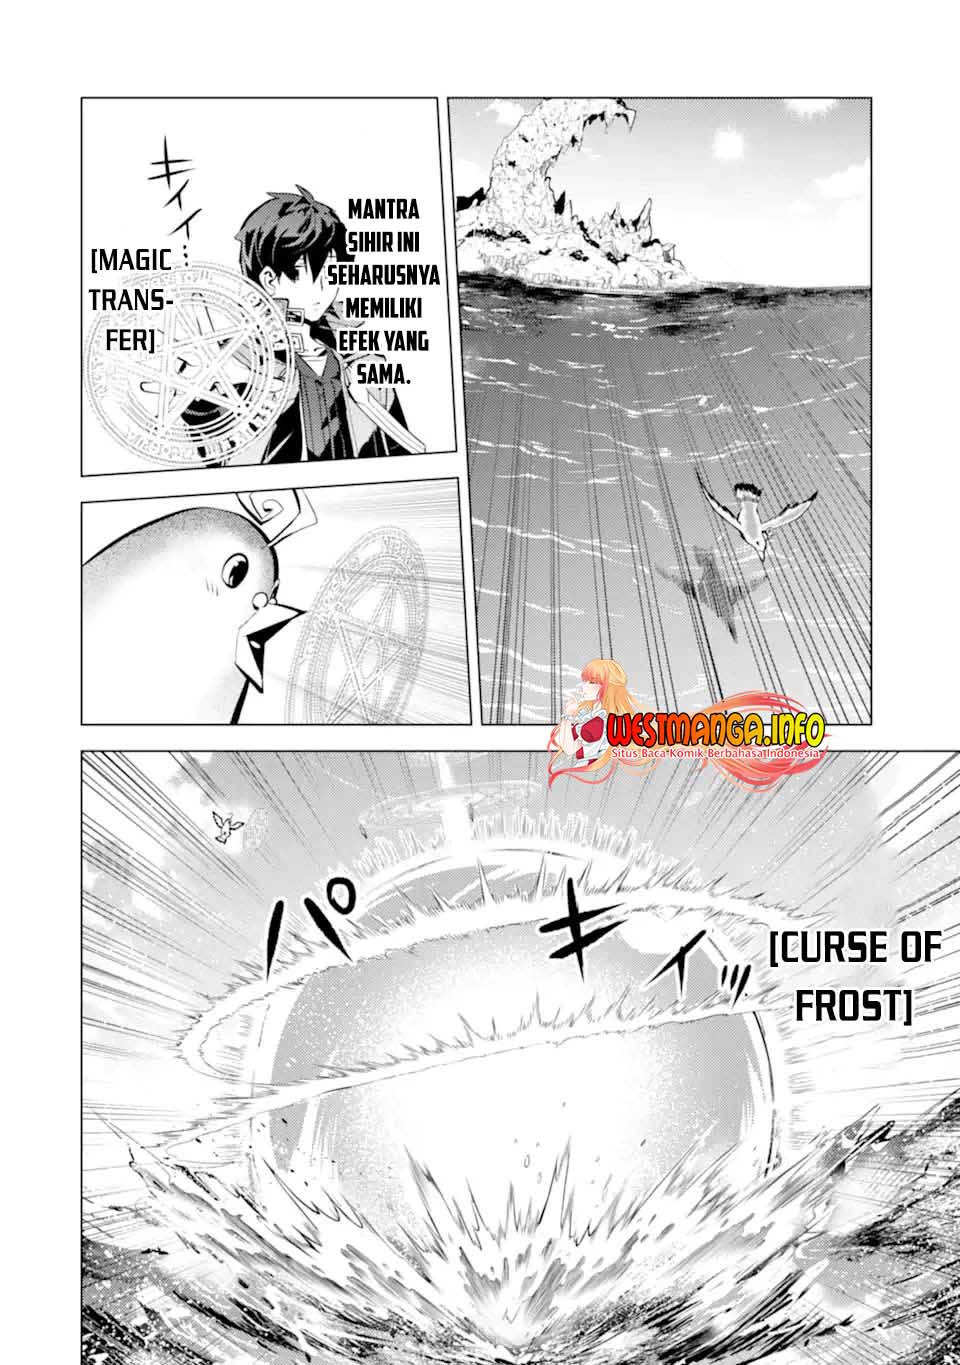 キィィ…
[MAGIC
TRANS-
FER]
MANTRA
SIHIR INI
SEHARUSNYA
MEMILIKI
EFEK YANG
SAMA.
WESTMANGA.INFO
Situs Baca Komik Berbahasa Indonesia
パキィッ
[CURSE OF
FROST]